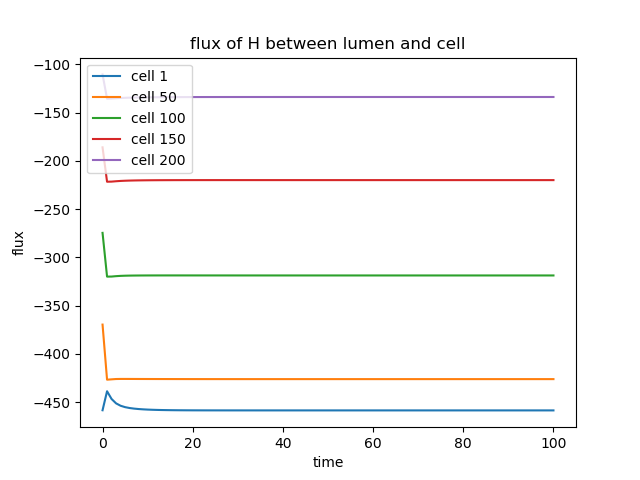 flux of H between lumen and cell
cell 1
cell 50
cell 100
cell 150
cell 200
−100
−150
−200
−250
−300
−350
−400
−450
flux
0
20
40
60
80
100
time